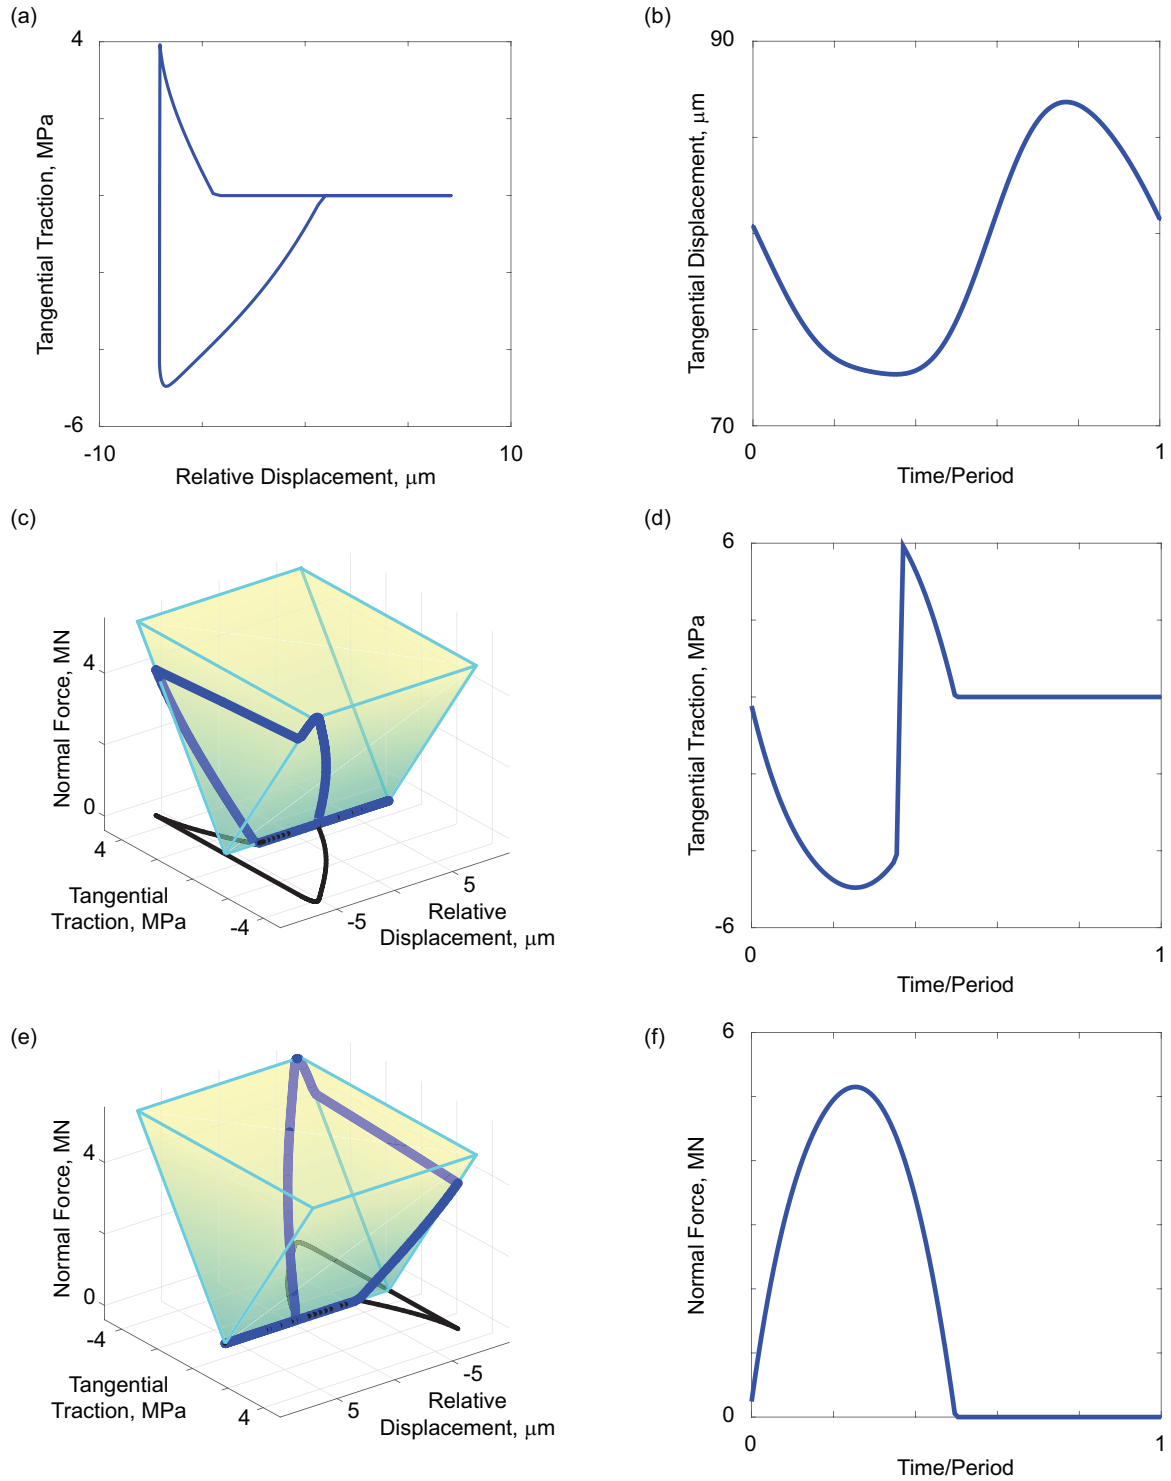 (a)
4
Tangential Traction, MPa
-6
-10
10
Relative Displacement, μm
(b)
90
Tangential Displacement, μm
70
0
1
Time/Period
(c)
Normal Force, MN
4
0
4
Tangential
Traction, MPa
-4
-5
5
Relative
Displacement, μm
(d)
6
Tangential Traction, MPa
-6
0
1
Time/Period
(e)
Normal Force, MN
4
0
-4
Tangential
Traction, MPa
4
5
-5
Relative
Displacement, μm
(f)
6
Normal Force, MN
0
0
1
Time/Period